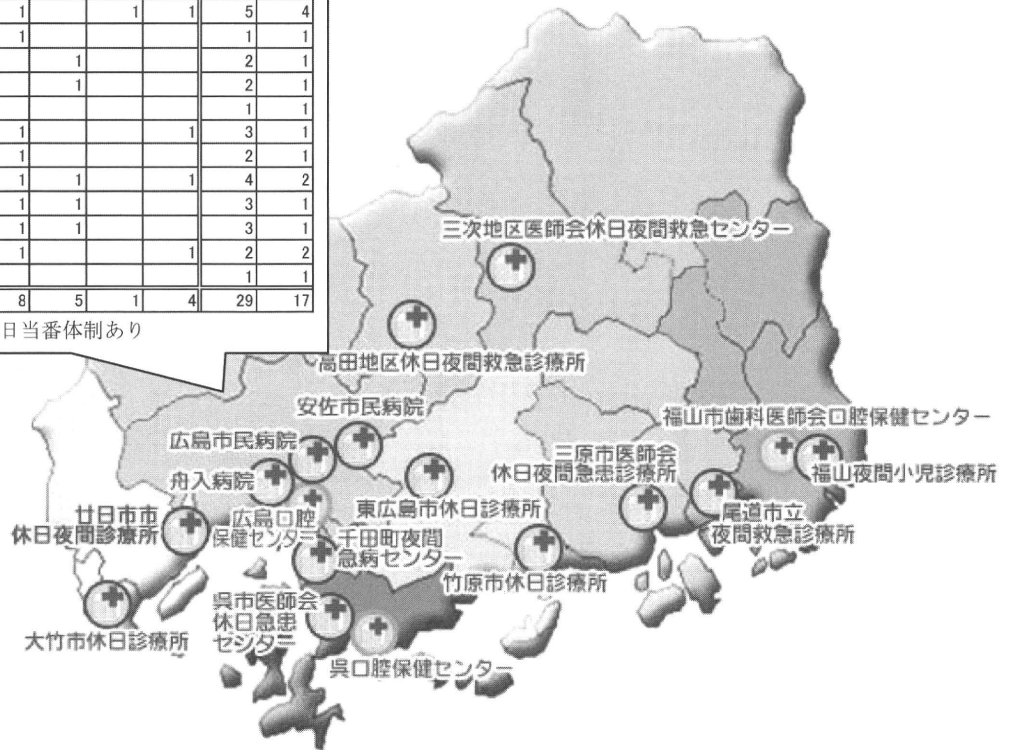 1 1 1 5 4
1 1 1
1 2 1
1 2 1
1 1
1 1 3 1
1 2 1
1 1 1 4 2
1 1 3 1
1 1 3 1
1 1 2 2
1 1
8 5 1 4 29 17
日当番体制あり
三次地区医師会休日夜間救急センター
高田地区休日夜間救急診療所
安佐市民病院
広島市民病院
舟入病院
福山市歯科医師会口腔保健センター
福山夜間小児診療所
三原市医師会
休日夜間急患診療所
尾道市立
夜間救急診療所
東広島市休日診療所
廿日市市
休日夜間診療所
広島口腔
保健センター
千田町夜間
急病センター
竹原市休日診療所
呉市医師会
休日急患
センター
大竹市休日診療所
呉口腔保健センター